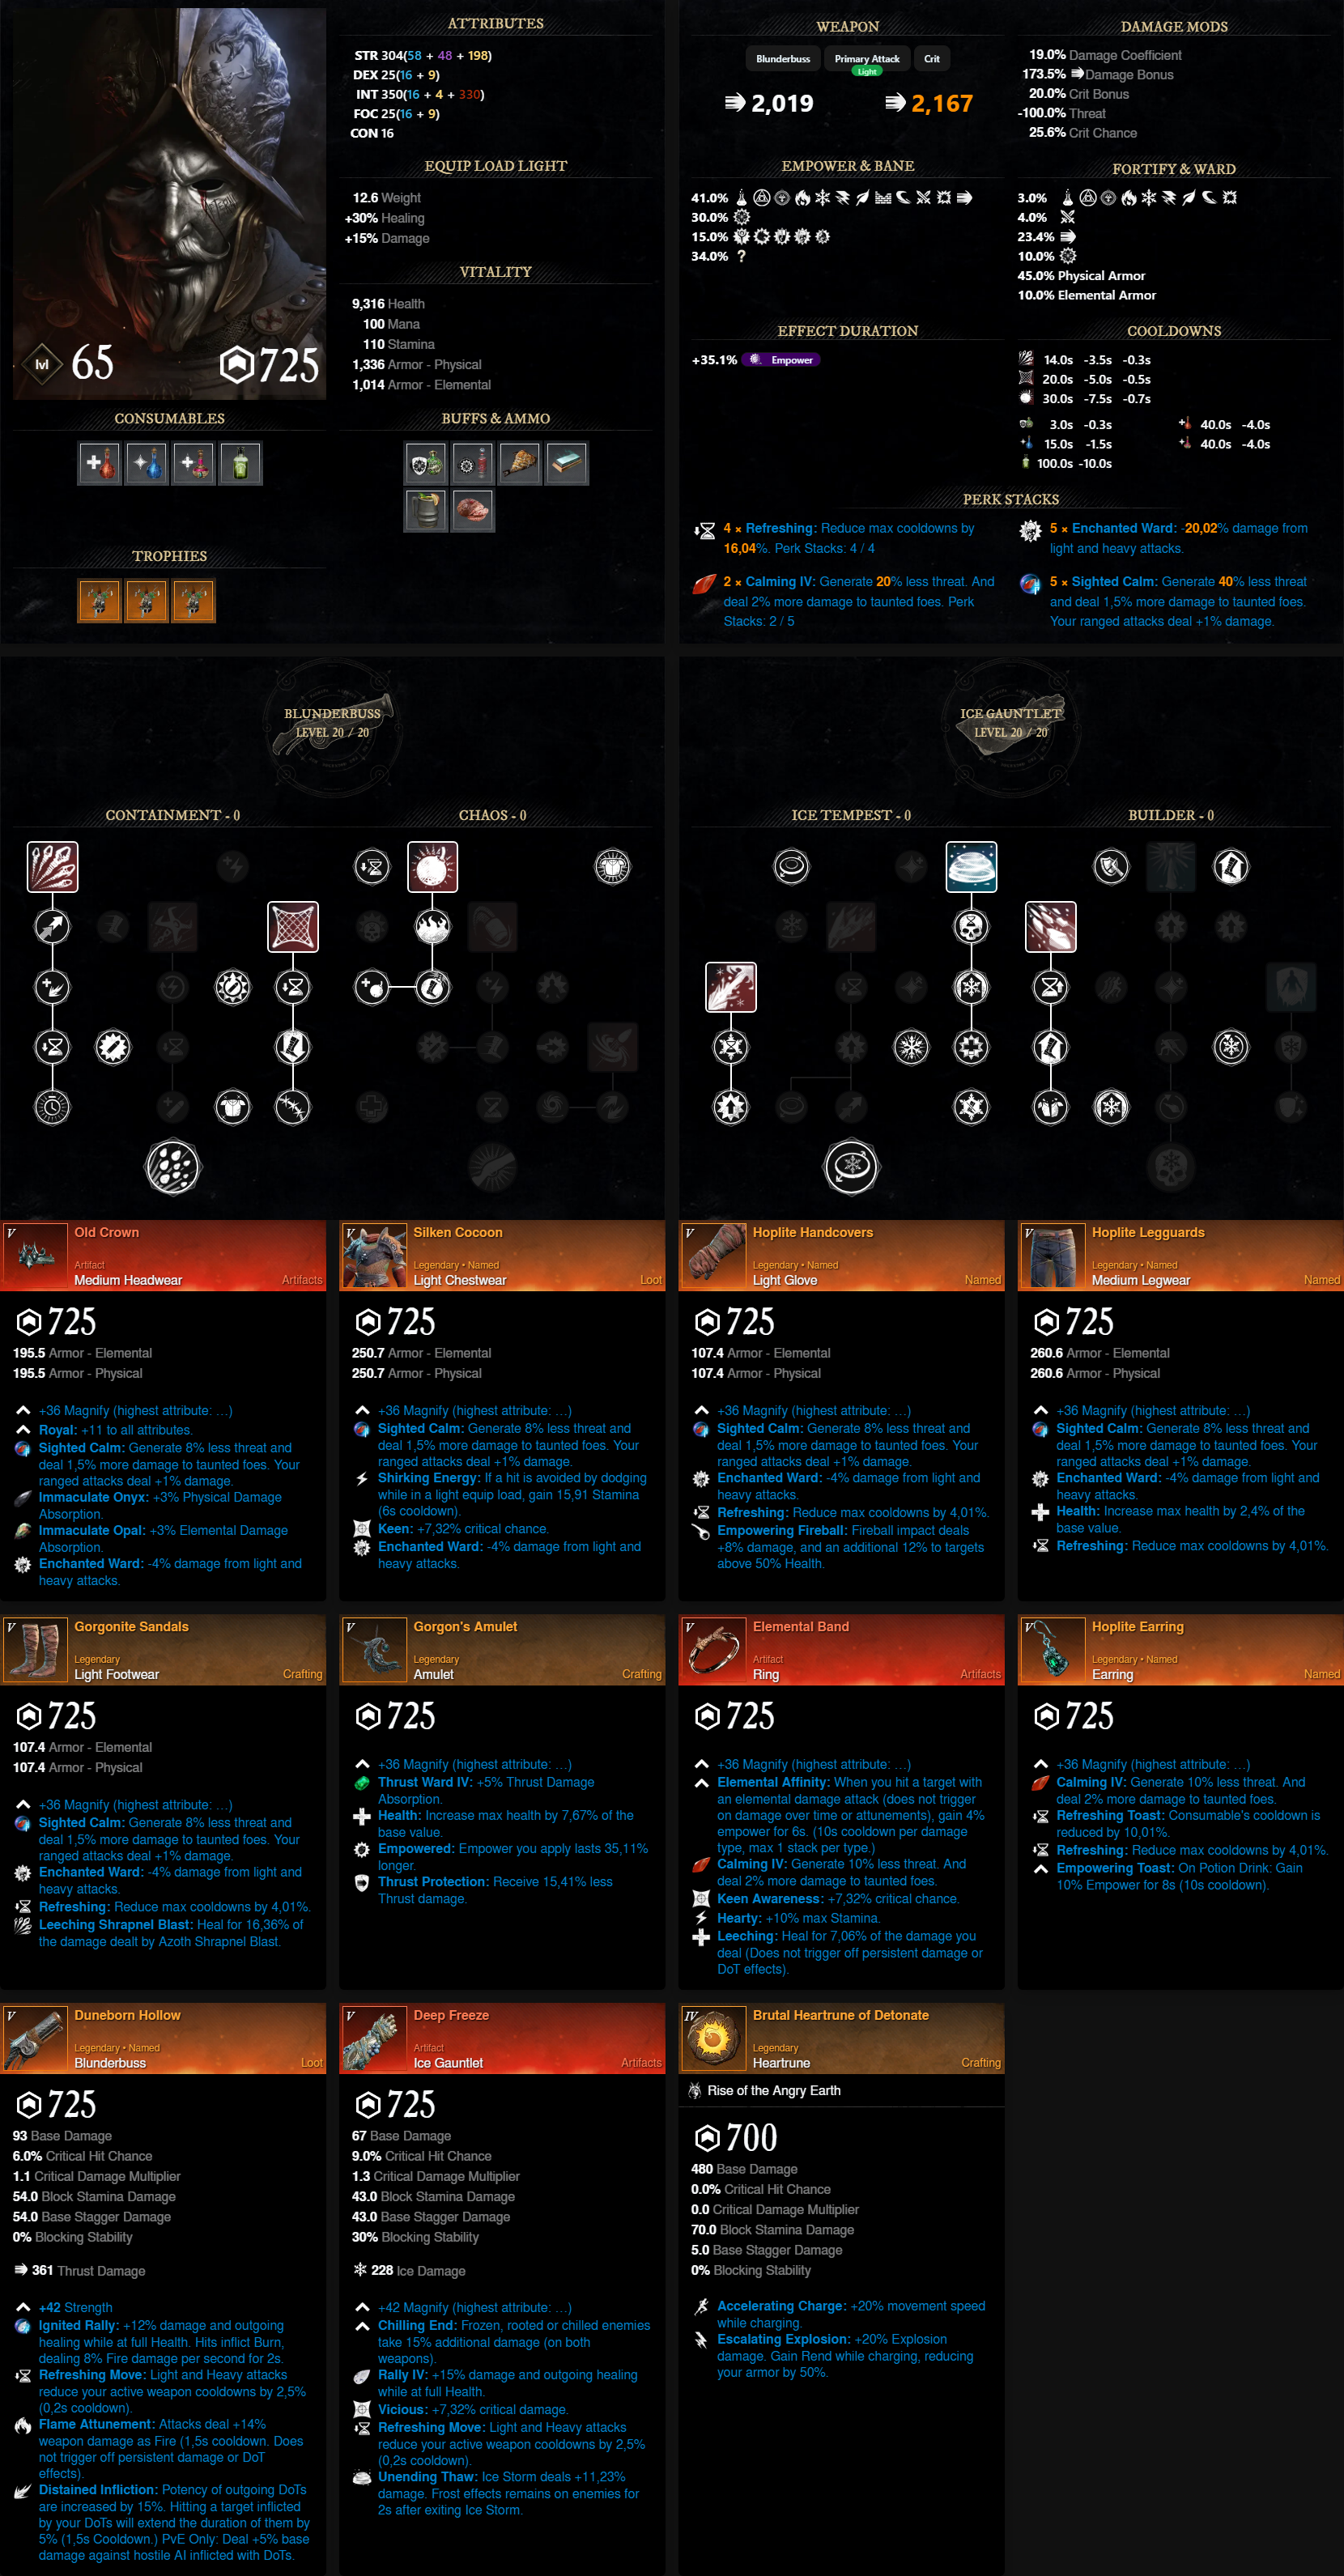 ATTRIBUTES
STR 304(58 + 48 + 198)
DEX 25(16 + 9)
INT 350(16 + 4 + 330)
FOC 25(16 + 9)
CON 16
EQUIP LOAD LIGHT
12.6 Weight
+30% Healing
+15% Damage
VITALITY
9,316 Health
100 Mana
110 Stamina
1,336 Armor - Physical
1,014 Armor - Elemental
lvl 65
725
CONSUMABLES
BUFFS & AMMO
TROPHIES
WEAPON
Blunderbuss
Primary Attack
Light
Crit
2,019
2,167
DAMAGE MODS
19.0% Damage Coefficient
173.5% Damage Bonus
20.0% Crit Bonus
-100.0% Threat
25.6% Crit Chance
EMPOWER & BANE
41.0%
30.0%
15.0%
34.0% ?
FORTIFY & WARD
3.0%
4.0%
23.4%
10.0%
45.0% Physical Armor
10.0% Elemental Armor
EFFECT DURATION
+35.1% Empower
COOLDOWNS
14.0s -3.5s -0.3s
20.0s -5.0s -0.5s
30.0s -7.5s -0.7s
3.0s -0.3s
40.0s -4.0s
15.0s -1.5s
40.0s -4.0s
100.0s -10.0s
PERK STACKS
4 × Refreshing: Reduce max cooldowns by
16,04%. Perk Stacks: 4 / 4
5 × Enchanted Ward: -20,02% damage from
light and heavy attacks.
2 × Calming IV: Generate 20% less threat. And
deal 2% more damage to taunted foes. Perk
Stacks: 2 / 5
5 × Sighted Calm: Generate 40% less threat
and deal 1,5% more damage to taunted foes.
Your ranged attacks deal +1% damage.
BLUNDERBUSS
LEVEL 20 / 20
CONTAINMENT - 0
CHAOS - 0
ICE GAUNTLET
LEVEL 20 / 20
ICE TEMPEST - 0
BUILDER - 0
V
Old Crown
Artifact
Medium Headwear
Artifacts
725
195.5 Armor - Elemental
195.5 Armor - Physical
+36 Magnify (highest attribute: …)
Royal: +11 to all attributes.
Sighted Calm: Generate 8% less threat and
deal 1,5% more damage to taunted foes. Your
ranged attacks deal +1% damage.
Immaculate Onyx: +3% Physical Damage
Absorption.
Immaculate Opal: +3% Elemental Damage
Absorption.
Enchanted Ward: -4% damage from light and
heavy attacks.
V
Silken Cocoon
Legendary • Named
Light Chestwear
Loot
725
250.7 Armor - Elemental
250.7 Armor - Physical
+36 Magnify (highest attribute: …)
Sighted Calm: Generate 8% less threat and
deal 1,5% more damage to taunted foes. Your
ranged attacks deal +1% damage.
Shirking Energy: If a hit is avoided by dodging
while in a light equip load, gain 15,91 Stamina
(6s cooldown).
Keen: +7,32% critical chance.
Enchanted Ward: -4% damage from light and
heavy attacks.
V
Hoplite Handcovers
Legendary • Named
Light Glove
Named
725
107.4 Armor - Elemental
107.4 Armor - Physical
+36 Magnify (highest attribute: …)
Sighted Calm: Generate 8% less threat and
deal 1,5% more damage to taunted foes. Your
ranged attacks deal +1% damage.
Enchanted Ward: -4% damage from light and
heavy attacks.
Refreshing: Reduce max cooldowns by 4,01%.
Empowering Fireball: Fireball impact deals
+8% damage, and an additional 12% to targets
above 50% Health.
V
Hoplite Legguards
Legendary • Named
Medium Legwear
Named
725
260.6 Armor - Elemental
260.6 Armor - Physical
+36 Magnify (highest attribute: …)
Sighted Calm: Generate 8% less threat and
deal 1,5% more damage to taunted foes. Your
ranged attacks deal +1% damage.
Enchanted Ward: -4% damage from light and
heavy attacks.
Health: Increase max health by 2,4% of the
base value.
Refreshing: Reduce max cooldowns by 4,01%.
V
Gorgonite Sandals
Legendary
Light Footwear
Crafting
725
107.4 Armor - Elemental
107.4 Armor - Physical
+36 Magnify (highest attribute: …)
Sighted Calm: Generate 8% less threat and
deal 1,5% more damage to taunted foes. Your
ranged attacks deal +1% damage.
Enchanted Ward: -4% damage from light and
heavy attacks.
Refreshing: Reduce max cooldowns by 4,01%.
Leeching Shrapnel Blast: Heal for 16,36% of
the damage dealt by Azoth Shrapnel Blast.
V
Gorgon's Amulet
Legendary
Amulet
Crafting
725
+36 Magnify (highest attribute: …)
Thrust Ward IV: +5% Thrust Damage
Absorption.
Health: Increase max health by 7,67% of the
base value.
Empowered: Empower you apply lasts 35,11%
longer.
Thrust Protection: Receive 15,41% less
Thrust damage.
V
Elemental Band
Artifact
Ring
Artifacts
725
+36 Magnify (highest attribute: …)
Elemental Affinity: When you hit a target with
an elemental damage attack (does not trigger
on damage over time or attunements), gain 4%
empower for 6s. (10s cooldown per damage
type, max 1 stack per type.)
Calming IV: Generate 10% less threat. And
deal 2% more damage to taunted foes.
Keen Awareness: +7,32% critical chance.
Hearty: +10% max Stamina.
Leeching: Heal for 7,06% of the damage you
deal (Does not trigger off persistent damage or
DoT effects).
V
Hoplite Earring
Legendary • Named
Earring
Named
725
+36 Magnify (highest attribute: …)
Calming IV: Generate 10% less threat. And
deal 2% more damage to taunted foes.
Refreshing Toast: Consumable's cooldown is
reduced by 10,01%.
Refreshing: Reduce max cooldowns by 4,01%.
Empowering Toast: On Potion Drink: Gain
10% Empower for 8s (10s cooldown).
V
Duneborn Hollow
Legendary • Named
Blunderbuss
Loot
725
93 Base Damage
6.0% Critical Hit Chance
1.1 Critical Damage Multiplier
54.0 Block Stamina Damage
54.0 Base Stagger Damage
0% Blocking Stability
361 Thrust Damage
+42 Strength
Ignited Rally: +12% damage and outgoing
healing while at full Health. Hits inflict Burn,
dealing 8% Fire damage per second for 2s.
Refreshing Move: Light and Heavy attacks
reduce your active weapon cooldowns by 2,5%
(0,2s cooldown).
Flame Attunement: Attacks deal +14%
weapon damage as Fire (1,5s cooldown. Does
not trigger off persistent damage or DoT
effects).
Distained Infliction: Potency of outgoing DoTs
are increased by 15%. Hitting a target inflicted
by your DoTs will extend the duration of them by
5% (1,5s Cooldown.) PvE Only: Deal +5% base
damage against hostile AI inflicted with DoTs.
V
Deep Freeze
Artifact
Ice Gauntlet
Artifacts
725
67 Base Damage
9.0% Critical Hit Chance
1.3 Critical Damage Multiplier
43.0 Block Stamina Damage
43.0 Base Stagger Damage
30% Blocking Stability
228 Ice Damage
+42 Magnify (highest attribute: …)
Chilling End: Frozen, rooted or chilled enemies
take 15% additional damage (on both
weapons).
Rally IV: +15% damage and outgoing healing
while at full Health.
Vicious: +7,32% critical damage.
Refreshing Move: Light and Heavy attacks
reduce your active weapon cooldowns by 2,5%
(0,2s cooldown).
Unending Thaw: Ice Storm deals +11,23%
damage. Frost effects remains on enemies for
2s after exiting Ice Storm.
IV
Brutal Heartrune of Detonate
Legendary
Heartrune
Crafting
Rise of the Angry Earth
700
480 Base Damage
0.0% Critical Hit Chance
0.0 Critical Damage Multiplier
70.0 Block Stamina Damage
5.0 Base Stagger Damage
0% Blocking Stability
Accelerating Charge: +20% movement speed
while charging.
Escalating Explosion: +20% Explosion
damage. Gain Rend while charging, reducing
your armor by 50%.